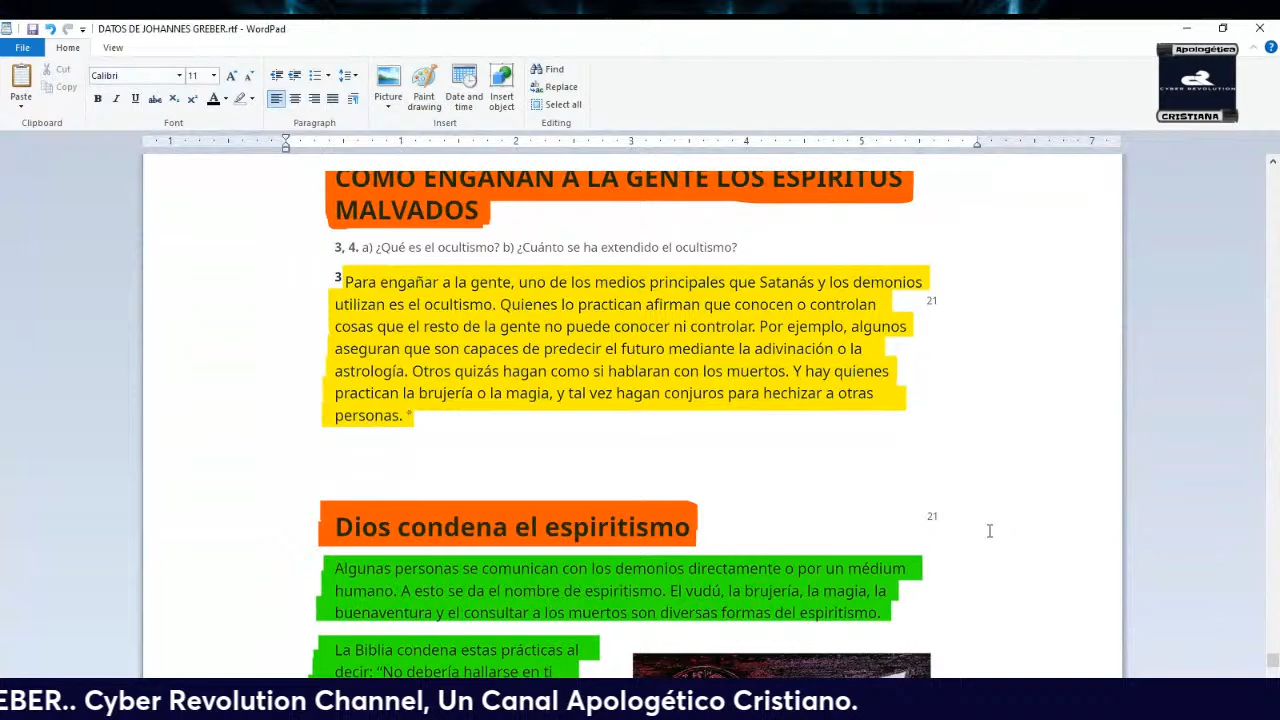 DATOS DE JOHANNES GREBER.rtf - WordPad
File
Home
View
Paste
Cut
Copy
Clipboard
Calibri
11
Font
Paragraph
Picture
Paint drawing
Date and time
Insert object
Insert
Find
Replace
Select all
Editing
Apologética
CYBER REVOLUTION
CRISTIANA
1 1 2 3 4 5 7
COMO ENGAÑAN A LA GENTE LOS ESPÍRITUS
MALVADOS
3, 4. a) ¿Qué es el ocultismo? b) ¿Cuánto se ha extendido el ocultismo?
3 Para engañar a la gente, uno de los medios principales que Satanás y los demonios
utilizan es el ocultismo. Quienes lo practican afirman que conocen o controlan
21
cosas que el resto de la gente no puede conocer ni controlar. Por ejemplo, algunos
aseguran que son capaces de predecir el futuro mediante la adivinación o la
astrología. Otros quizás hagan como si hablaran con los muertos. Y hay quienes
practican la brujería o la magia, y tal vez hagan conjuros para hechizar a otras
personas. *
Dios condena el espiritismo
21
Algunas personas se comunican con los demonios directamente o por un médium
humano. A esto se da el nombre de espiritismo. El vudú, la brujería, la magia, la
buenaventura y el consultar a los muertos son diversas formas del espiritismo.
La Biblia condena estas prácticas al
decir: “No debería hallarse en ti
EBER.. Cyber Revolution Channel, Un Canal Apologético Cristiano.